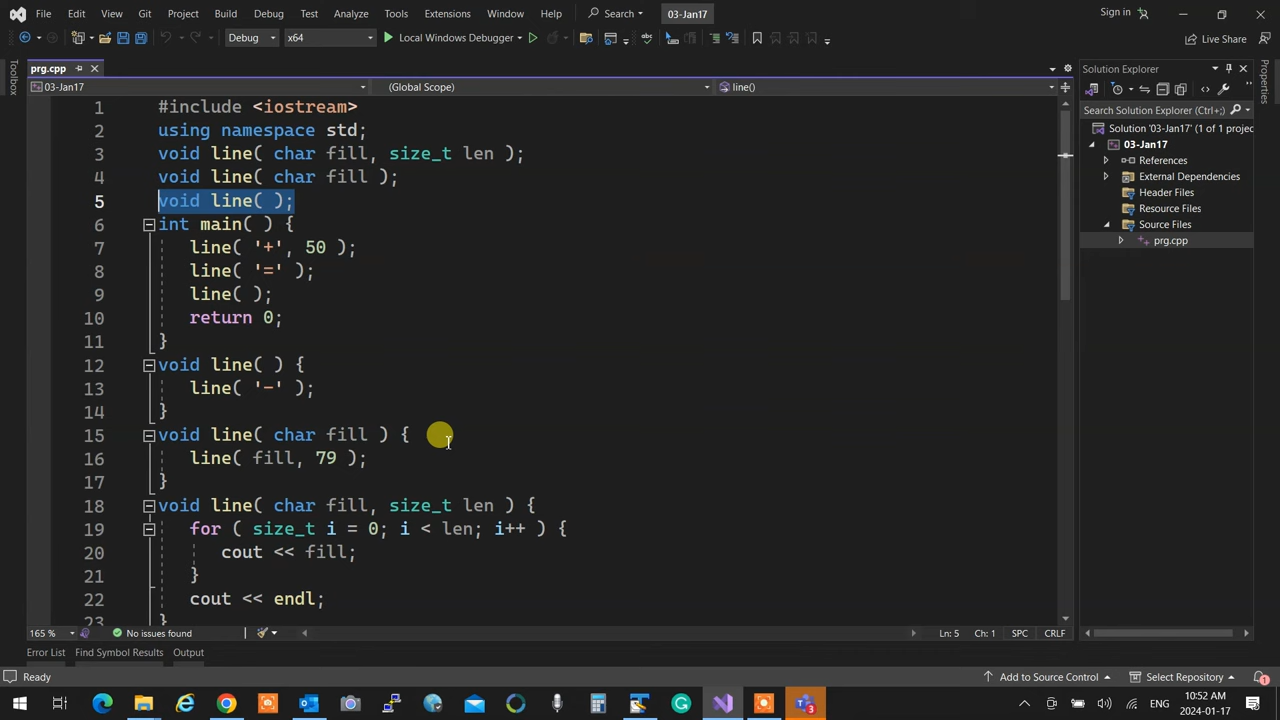 File Edit View Git Project Build Debug Test Analyze Tools Extensions Window Help Search 03-Jan17 Sign in
Debug x64 Local Windows Debugger Live Share
Toolbox
prg.cpp
03-Jan17 (Global Scope) line()
1 #include <iostream>
2 using namespace std;
3 void line( char fill, size_t len );
4 void line( char fill );
5 void line( );
6 int main( ) {
7 line( '+', 50 );
8 line( '=' );
9 line( );
10 return 0;
11 }
12 void line( ) {
13 line( '-' );
14 }
15 void line( char fill ) {
16 line( fill, 79 );
17 }
18 void line( char fill, size_t len ) {
19 for ( size_t i = 0; i < len; i++ ) {
20 cout << fill;
21 }
22 cout << endl;
23 }
165 % No issues found Ln: 5 Ch: 1 SPC CRLF
Solution Explorer
Search Solution Explorer (Ctrl+;)
Solution '03-Jan17' (1 of 1 projec
03-Jan17
References
External Dependencies
Header Files
Resource Files
Source Files
prg.cpp
Properties
Error List Find Symbol Results Output
Ready Add to Source Control Select Repository 1
3
10:52 AM
2024-01-17